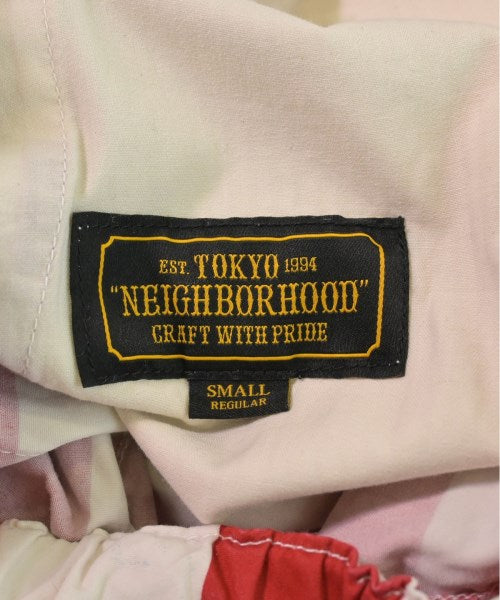 EST. TOKYO 1994
"NEIGHBORHOOD"
CRAFT WITH PRIDE
SMALL
REGULAR